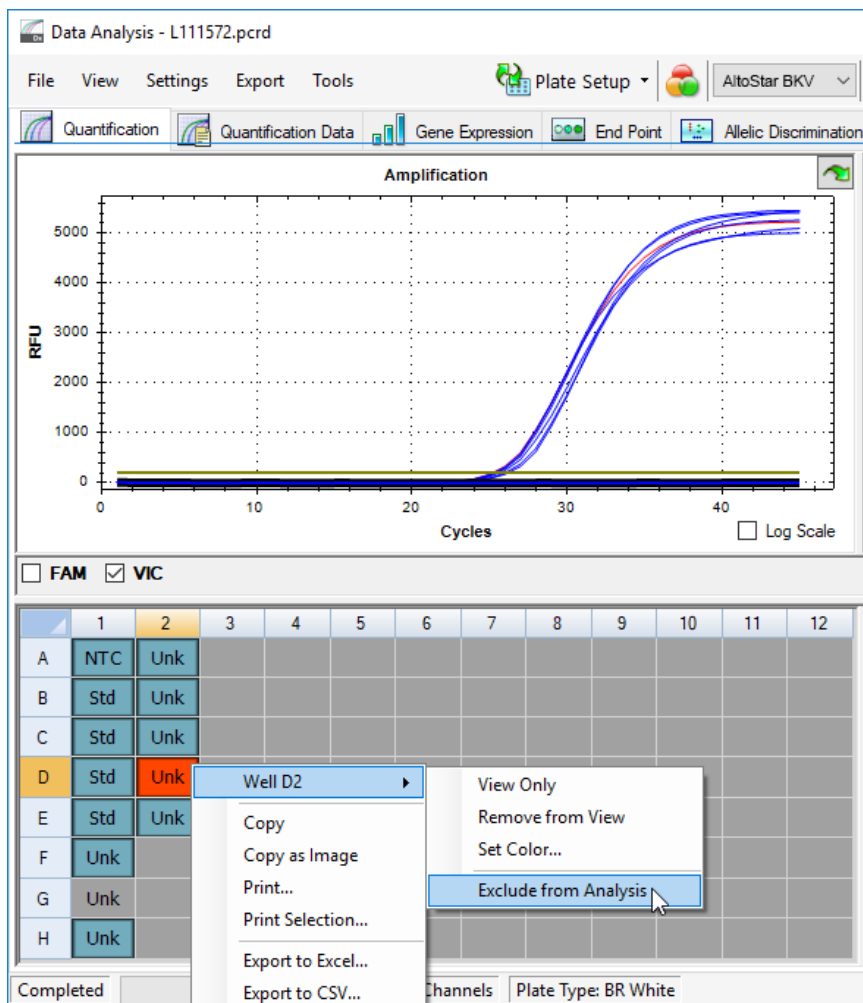 Data Analysis - L111572.pcrd
File View Settings Export Tools Plate Setup AltoStar BKV
Quantification Quantification Data Gene Expression End Point Allelic Discrimination
Amplification
5000
4000
3000
2000
1000
0
RFU
0 10 20 30 40
Cycles
Log Scale
FAM VIC
1 2 3 4 5 6 7 8 9 10 11 12
A NTC Unk
B Std Unk
C Std Unk
D Std Unk
E Std Unk
F Unk
G Unk
H Unk
Well D2
Copy
Copy as Image
Print...
Print Selection...
Export to Excel...
Export to CSV...
View Only
Remove from View
Set Color...
Exclude from Analysis
Completed Channels Plate Type: BR White